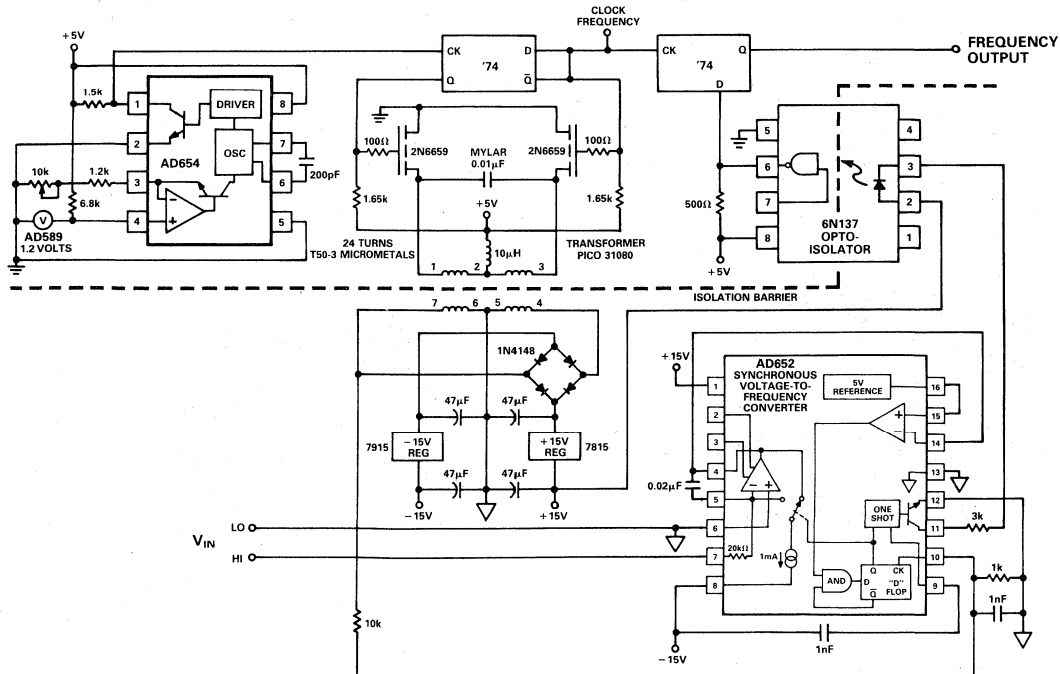 CLOCK
FREQUENCY
+5V
CK
D
'74
Q
Q
CK
Q
'74
D
FREQUENCY
OUTPUT
1.5k
1
8
DRIVER
2
AD654
OSC
7
10k
1.2k
3
6
200pF
6.8k
AD589
1.2 VOLTS
V
4
5
100Ω
2N6659
MYLAR
0.01μF
2N6659
100Ω
1.65k
+5V
1.65k
24 TURNS
T50-3 MICROMETALS
10μH
TRANSFORMER
PICO 31080
1
2
3
5
4
6
3
500Ω
7
2
8
6N137
OPTO-
ISOLATOR
1
+5V
ISOLATION BARRIER
7
6
5
4
1N4148
47μF
47μF
7915
−15V
REG
+15V
REG
7815
47μF
47μF
−15V
+15V
LO
VIN
HI
10k
+15V
AD652
SYNCHRONOUS
VOLTAGE-TO-
FREQUENCY
CONVERTER
5V
REFERENCE
1
16
2
15
3
14
4
13
0.02μF
5
12
ONE
SHOT
6
11
3k
7
20kΩ
1mA
10
8
AND
Q
CK
D
"D"
FLOP
Q
9
1k
1nF
−15V
1nF